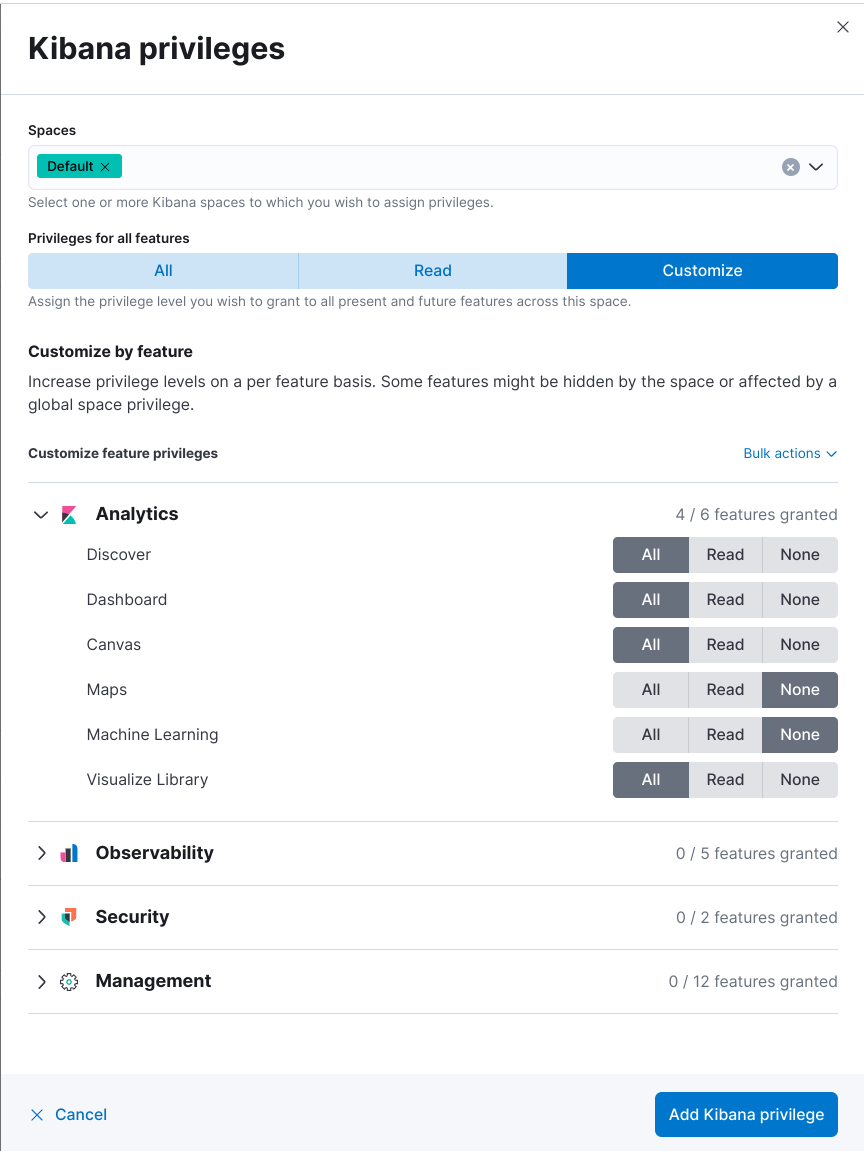 Kibana privileges
Spaces
Default
Select one or more Kibana spaces to which you wish to assign privileges.
Privileges for all features
All Read Customize
Assign the privilege level you wish to grant to all present and future features across this space.
Customize by feature
Increase privilege levels on a per feature basis. Some features might be hidden by the space or affected by a
global space privilege.
Customize feature privileges Bulk actions
Analytics 4 / 6 features granted
Discover All Read None
Dashboard All Read None
Canvas All Read None
Maps All Read None
Machine Learning All Read None
Visualize Library All Read None
Observability 0 / 5 features granted
Security 0 / 2 features granted
Management 0 / 12 features granted
Cancel Add Kibana privilege